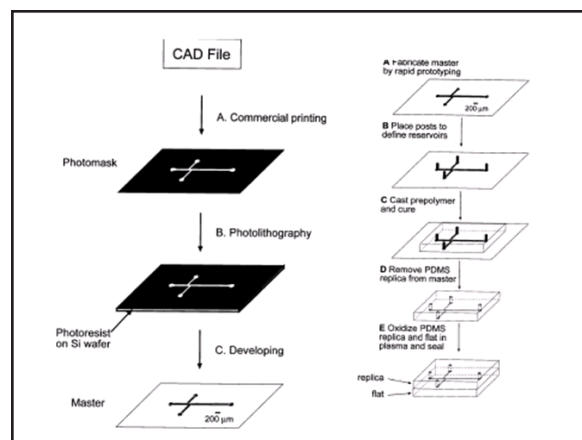 CAD File
A. Commercial printing
Photomask
B. Photolithography
Photoresist
on Si wafer
C. Developing
Master
200 μm
A Fabricate master
by rapid prototyping
200 μm
B Place posts to
define reservoirs
C Cast prepolymer
and cure
D Remove PDMS
replica from master
E Oxidize PDMS
replica and flat in
plasma and seal
replica
flat